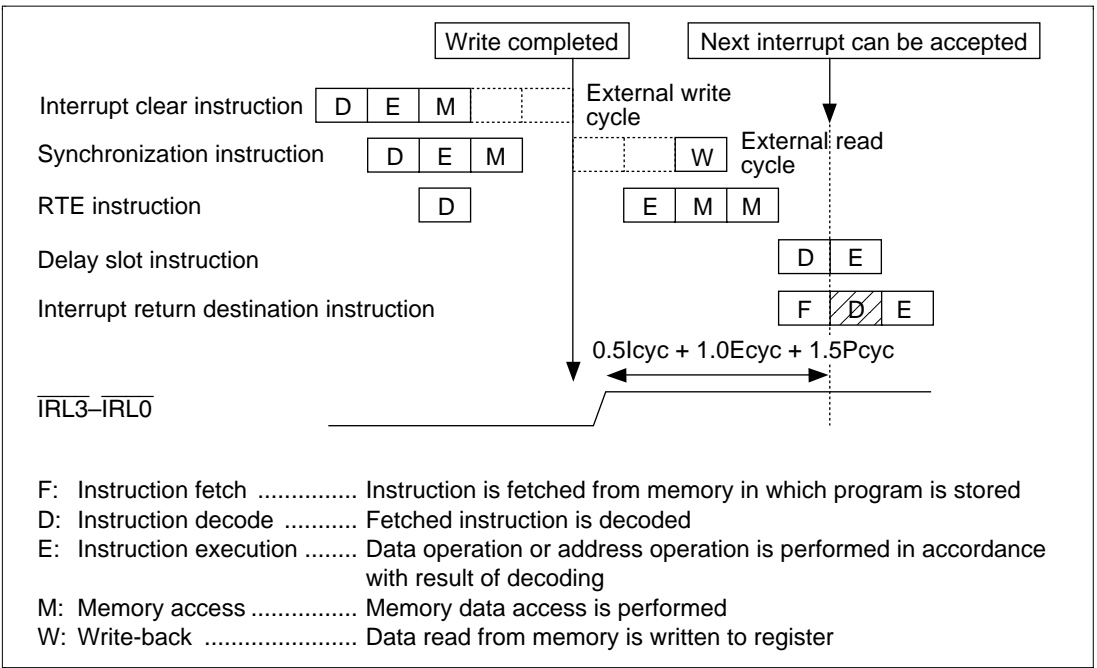 Write completed
Next interrupt can be accepted
Interrupt clear instruction D E M
External write
cycle
Synchronization instruction D E M W
External read
cycle
RTE instruction D E M M
Delay slot instruction D E
Interrupt return destination instruction F D E
0.5Icyc + 1.0Ecyc + 1.5Pcyc
IRL3–IRL0
F: Instruction fetch ............... Instruction is fetched from memory in which program is stored
D: Instruction decode ........... Fetched instruction is decoded
E: Instruction execution ........ Data operation or address operation is performed in accordance
with result of decoding
M: Memory access ................ Memory data access is performed
W: Write-back ...................... Data read from memory is written to register